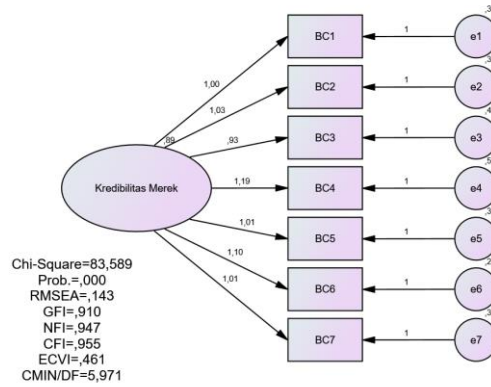 BC1
1
e1
1,00
BC2
1
e2
1,03
BC3
1
e3
,89
,93
Kredibilitas Merek
BC4
1
e4
1,19
BC5
1
e5
1,01
BC6
1
e6
1,10
BC7
1
e7
1,01
Chi-Square=83,589
Prob.=,000
RMSEA=,143
GFI=,910
NFI=,947
CFI=,955
ECVI=,461
CMIN/DF=5,971